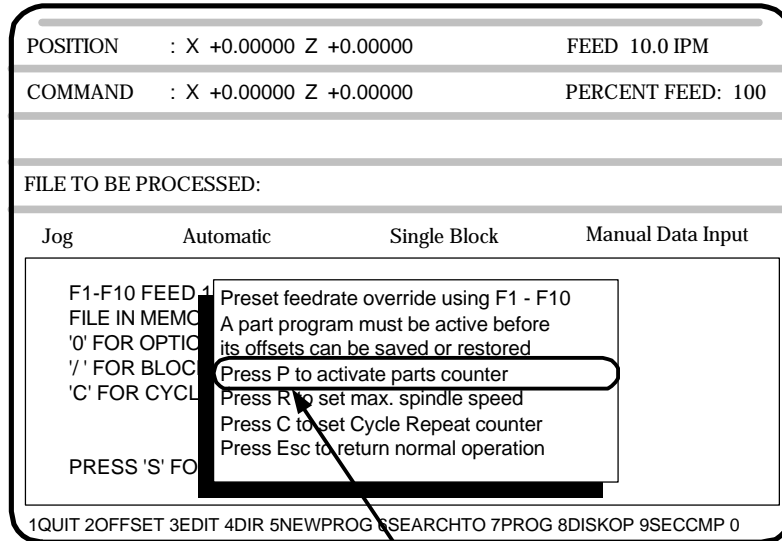 POSITION : X +0.00000 Z +0.00000 FEED 10.0 IPM
COMMAND : X +0.00000 Z +0.00000 PERCENT FEED: 100
FILE TO BE PROCESSED:
Jog Automatic Single Block Manual Data Input
F1-F10 FEED 1
FILE IN MEMO
'0' FOR OPTIO
'/ ' FOR BLOC
'C' FOR CYCL
PRESS 'S' FO
Preset feedrate override using F1 - F10
A part program must be active before
its offsets can be saved or restored
Press P to activate parts counter
Press R to set max. spindle speed
Press C to set Cycle Repeat counter
Press Esc to return normal operation
1QUIT 2OFFSET 3EDIT 4DIR 5NEWPROG 6SEARCHTO 7PROG 8DISKOP 9SECCMP 0